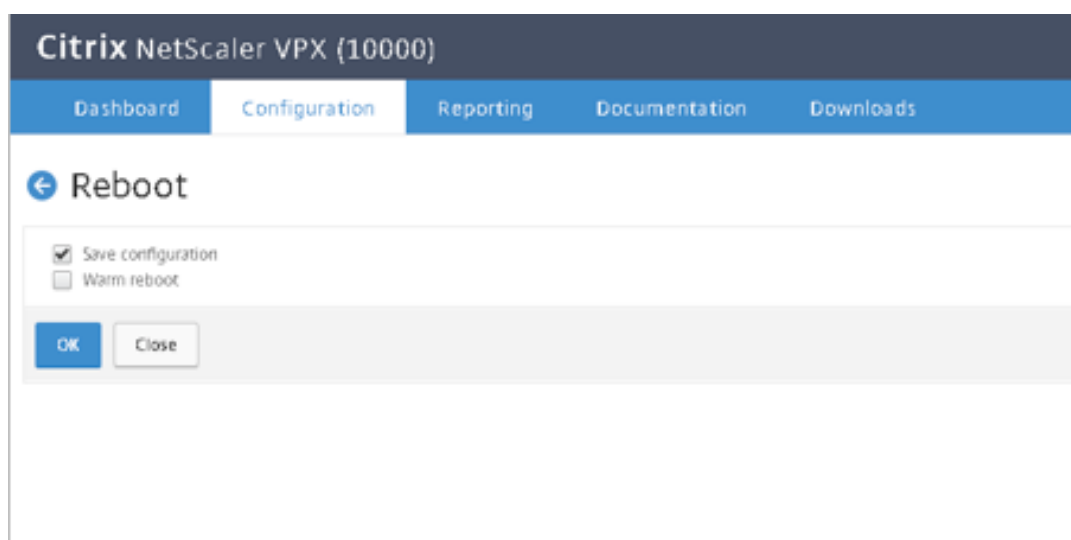 Citrix NetScaler VPX (10000)
Dashboard Configuration Reporting Documentation Downloads
Reboot
Save configuration
Warm reboot
OK Close